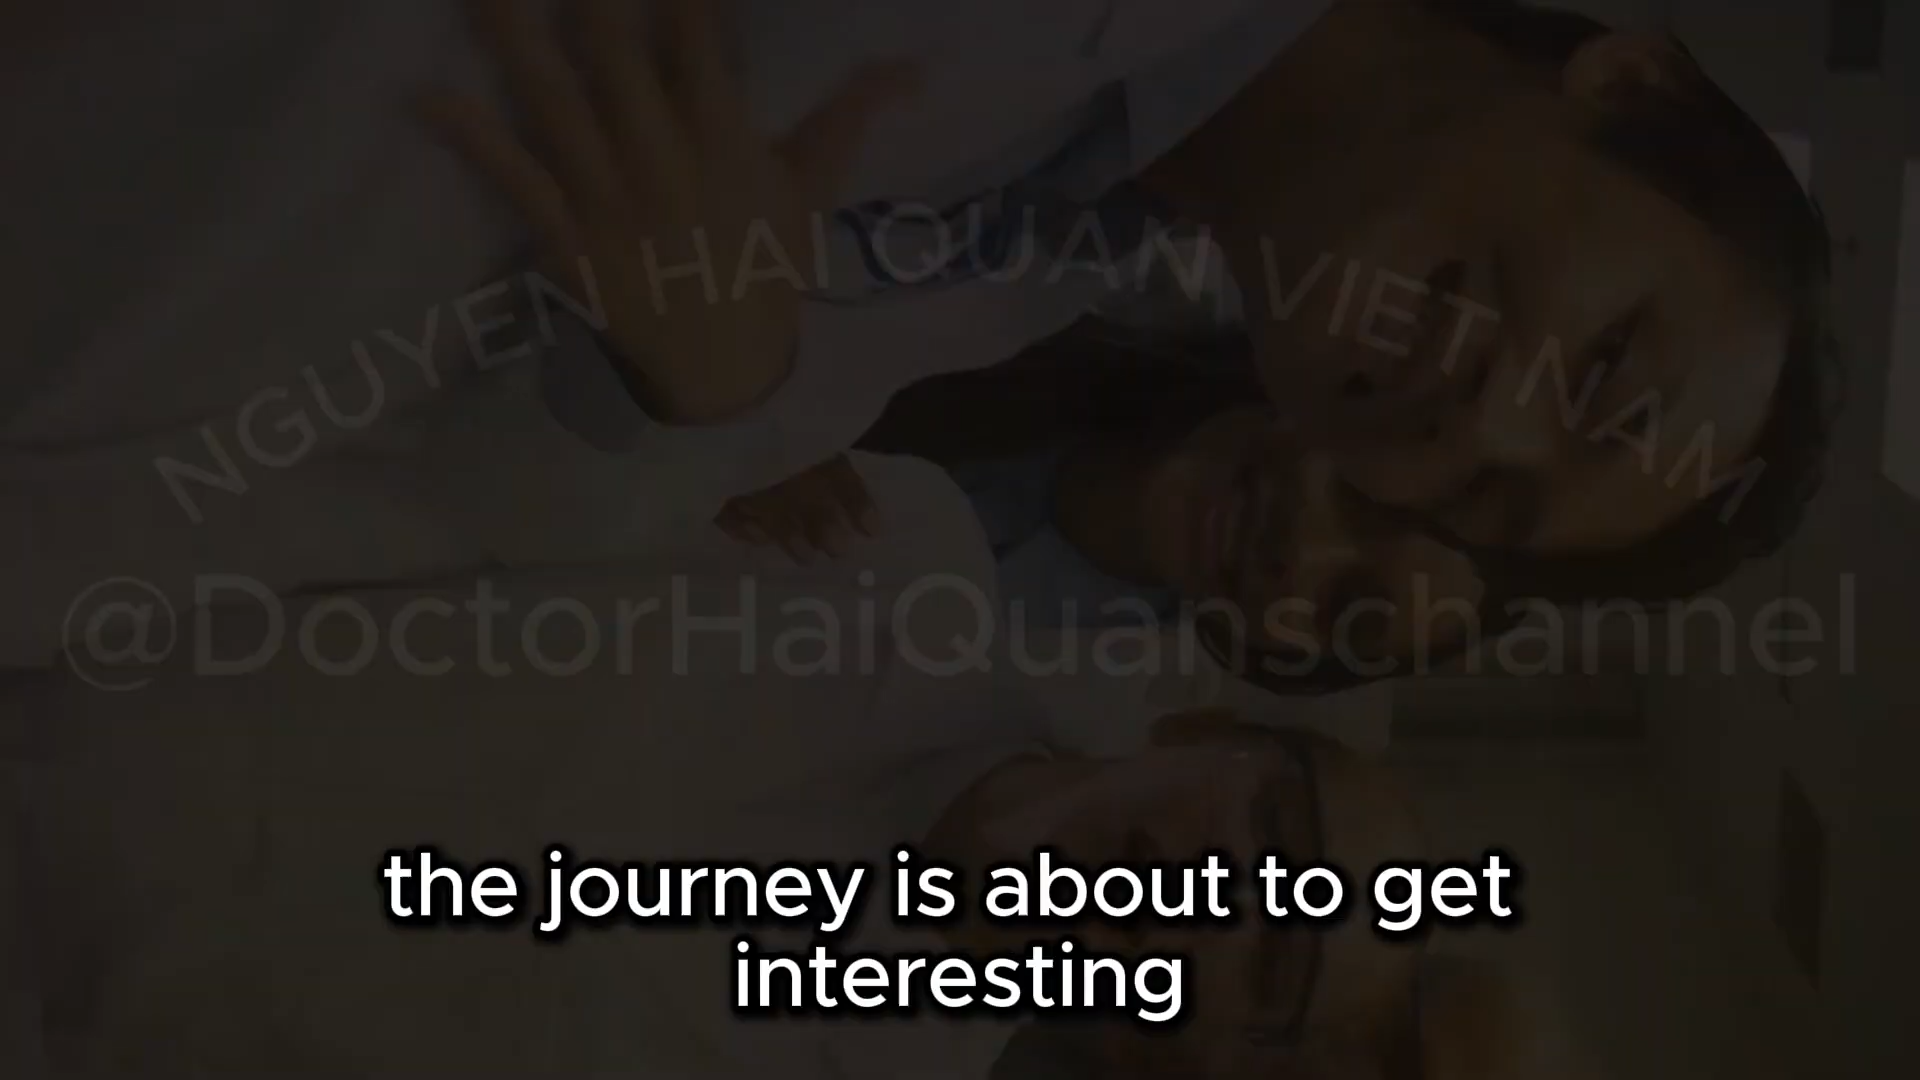 NGUYEN HAI QUAN VIET NAM
@DoctorHaiQuanschannel
the journey is about to get
interesting